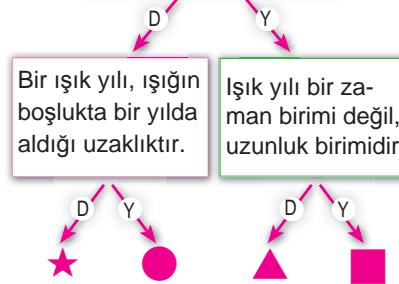 D Y
Bir ışık yılı, ışığın
boşlukta bir yılda
aldığı uzaklıktır.
Işık yılı bir za-
man birimi değil,
uzunluk birimidir
D Y D Y